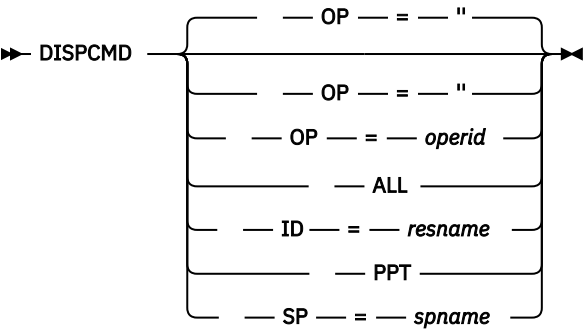 OP = "
DISPCMD
OP = "
OP = operid
ALL
ID = resname
PPT
SP = spname